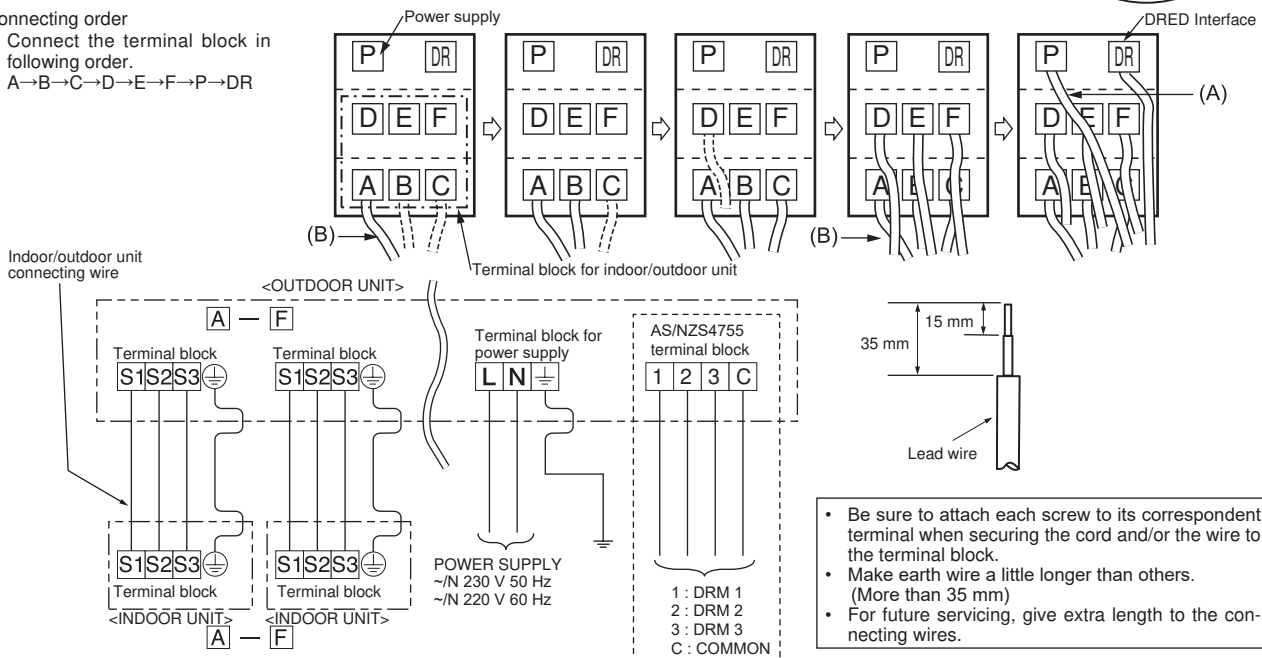 onnecting order
Connect the terminal block in
following order.
A→B→C→D→E→F→P→DR
Power supply
DRED Interface
P DR
D E F
A B C
P DR
D E F
A B C
P DR
D E F
A B C
P DR
D E F
A
P DR
D F
A
(A)
(B)
(B)
Terminal block for indoor/outdoor unit
Indoor/outdoor unit
connecting wire
<OUTDOOR UNIT>
A — F
Terminal block
S1 S2 S3
Terminal block
S1 S2 S3
Terminal block for
power supply
L N
AS/NZS4755
terminal block
1 2 3 C
S1 S2 S3
Terminal block
<INDOOR UNIT>
S1 S2 S3
Terminal block
<INDOOR UNIT>
A — F
POWER SUPPLY
~/N 230 V 50 Hz
~/N 220 V 60 Hz
1 : DRM 1
2 : DRM 2
3 : DRM 3
C : COMMON
35 mm
15 mm
Lead wire
• Be sure to attach each screw to its correspondent
terminal when securing the cord and/or the wire to
the terminal block.
• Make earth wire a little longer than others.
(More than 35 mm)
• For future servicing, give extra length to the con-
necting wires.